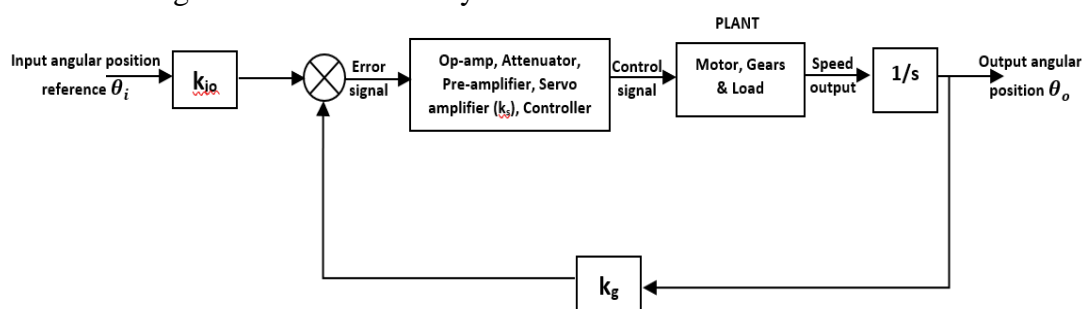 PLANT
Input angular position
reference θi
kio
Error
signal
Op-amp, Attenuator,
Pre-amplifier, Servo
amplifier (ks), Controller
Control
signal
Motor, Gears
& Load
Speed
output
1/s
Output angular
position θo
kg